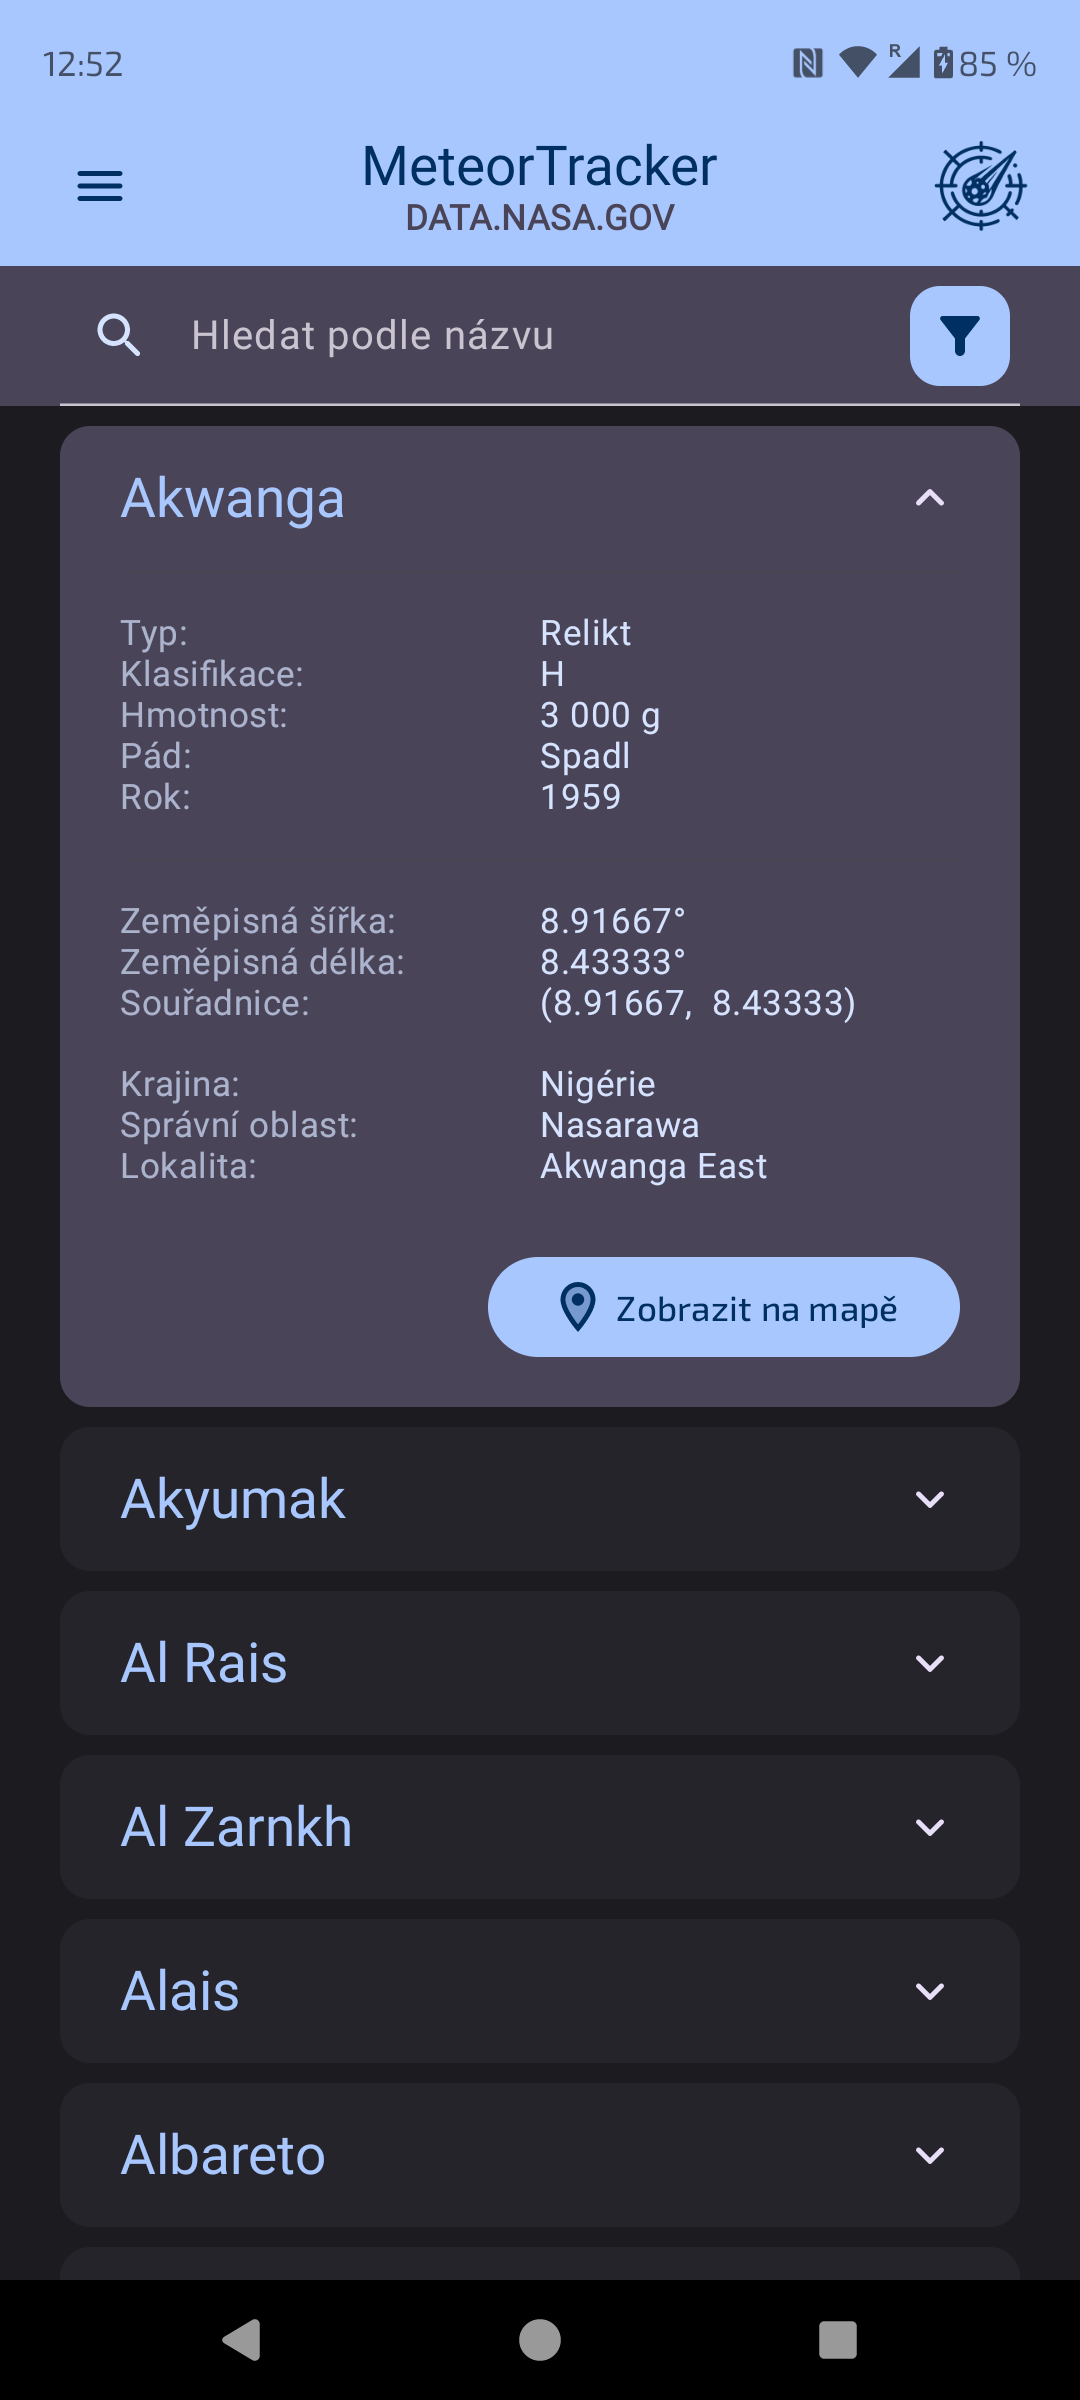 12:52
R
85 %
MeteorTracker
DATA.NASA.GOV
Hledat podle názvu
Akwanga
Typ: Relikt
Klasifikace: H
Hmotnost: 3 000 g
Pád: Spadl
Rok: 1959
Zeměpisná šířka: 8.91667°
Zeměpisná délka: 8.43333°
Souřadnice: (8.91667, 8.43333)
Krajina: Nigérie
Správní oblast: Nasarawa
Lokalita: Akwanga East
Zobrazit na mapě
Akyumak
Al Rais
Al Zarnkh
Alais
Albareto